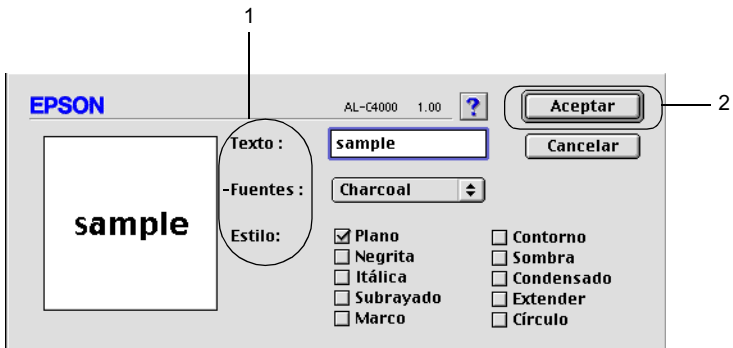 1
EPSON
AL-C4000 1.00 ?
Aceptar
2
Texto :
sample
Cancelar
-Fuentes :
Charcoal
sample
Estilo:
Plano
Contorno
Negrita
Sombra
Itálica
Condensado
Subrayado
Extender
Marco
Círculo